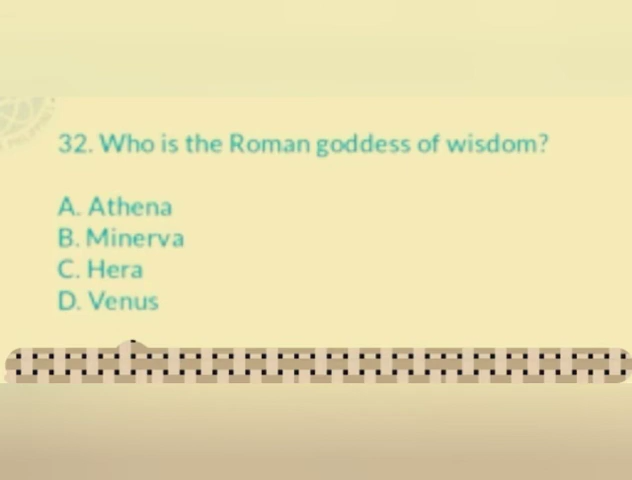 32. Who is the Roman goddess of wisdom?
A. Athena
B. Minerva
C. Hera
D. Venus